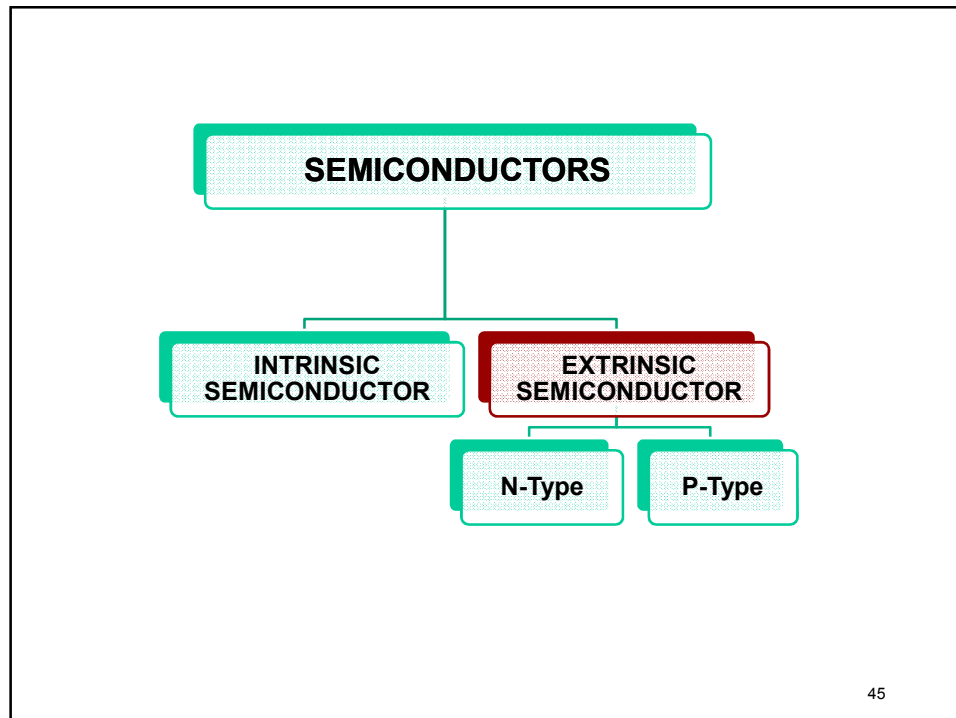 SEMICONDUCTORS
INTRINSIC
SEMICONDUCTOR
EXTRINSIC
SEMICONDUCTOR
N-Type
P-Type
45